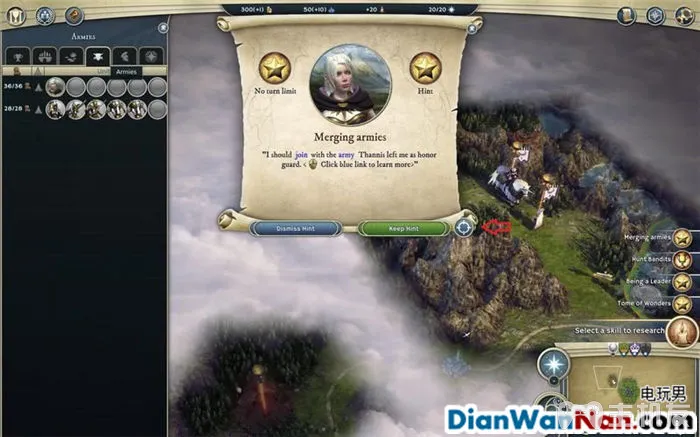 300(+1) 50(+10) +20 20/20
Armies
Unit
Armies
36/36
28/28
No turn limit
Hint
Merging armies
"I should join with the army Thannis left me as honor
guard. < Click blue link to learn more>"
Dismiss Hint
Keep Hint
Merging armies
Hunt Bandits
Being a Leader
Tome of Wonders
Select a skill to research
电玩男
DianWanNan.com